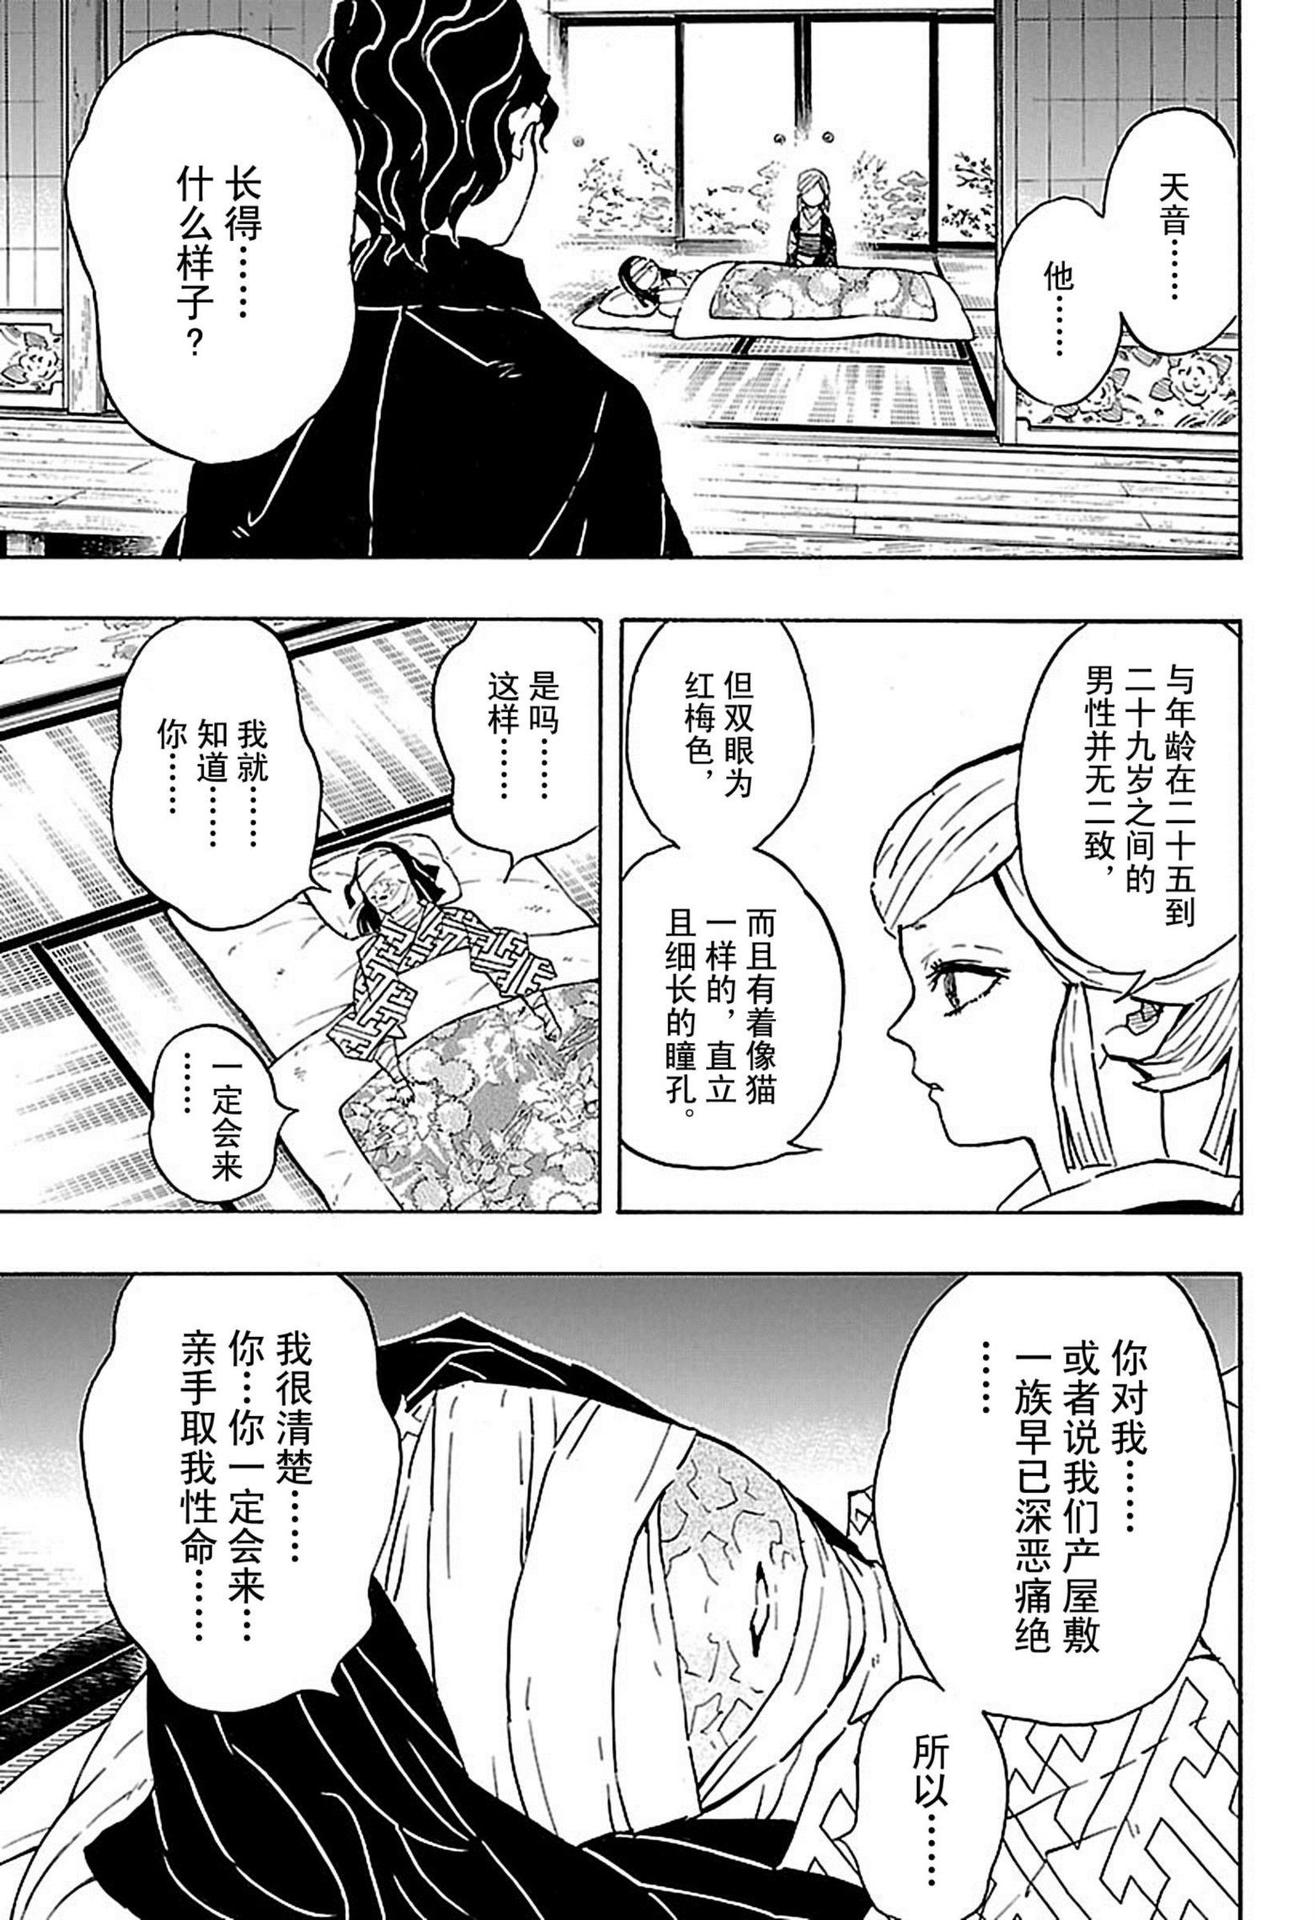 天音……
他……
长得……
什么样子？
与年龄在二十五到
二十九岁之间的
男性并无二致，
但双眼为
红梅色，
而且有着像猫
一样的，直立
且细长的瞳孔。
是吗……
这样……
我就……
知道……
你……
一定会来
……
你对我……
或者说我们产屋敷
一族早已深恶痛绝
……
所以……
我很清楚……
你…你一定会来…
亲手取我性命……